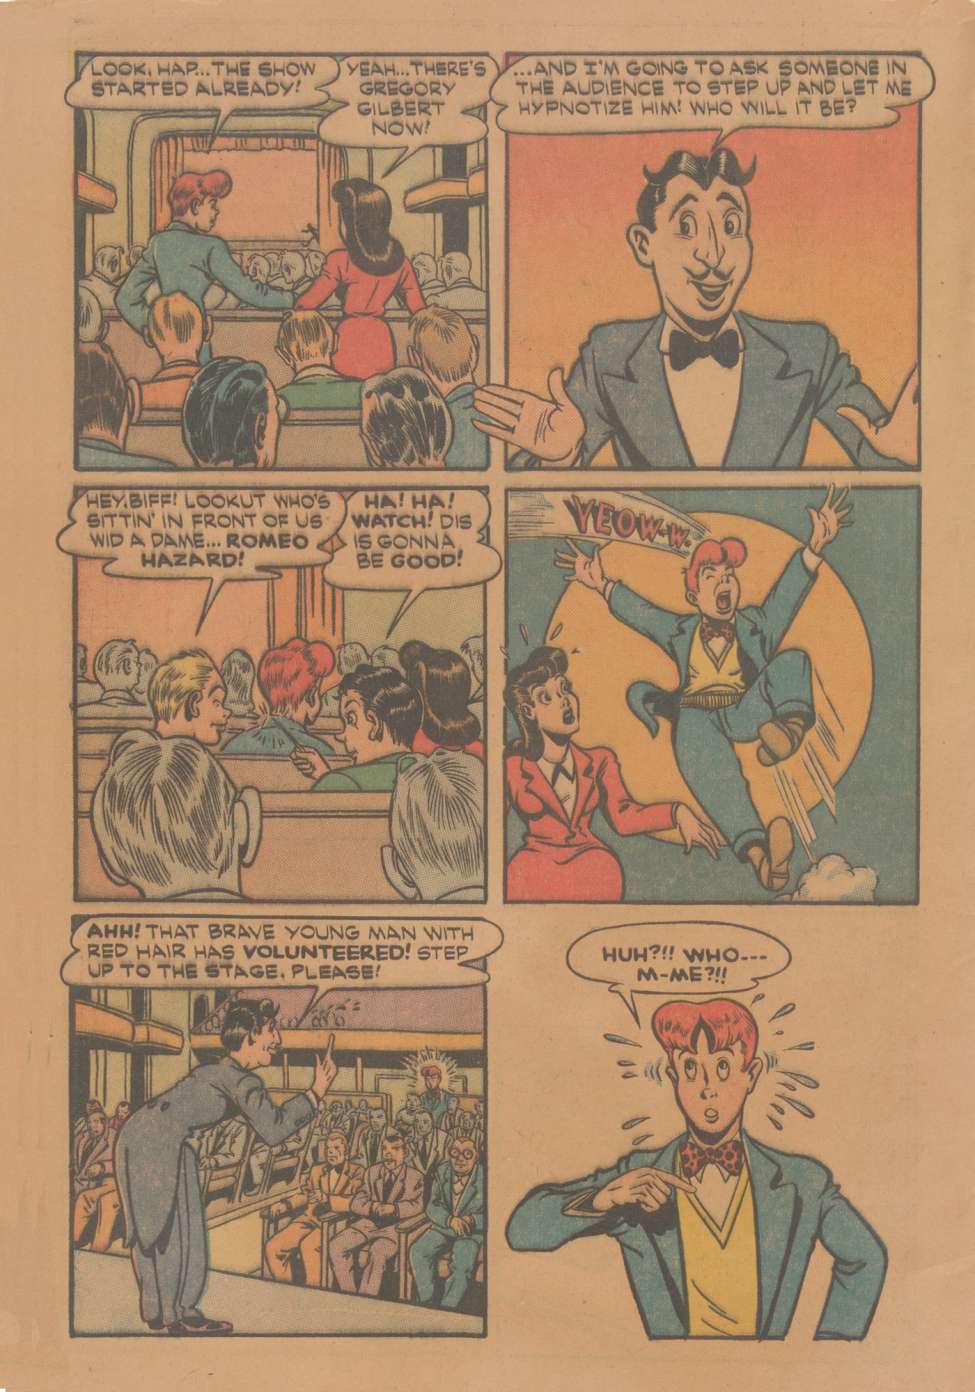 LOOK, HAP...THE SHOW
STARTED ALREADY!
YEAH...THERE'S
GREGORY
GILBERT
NOW!
...AND I'M GOING TO ASK SOMEONE IN
THE AUDIENCE TO STEP UP AND LET ME
HYPNOTIZE HIM! WHO WILL IT BE?
HEY, BIFF! LOOKUT WHO'S
SITTIN' IN FRONT OF US
WID A DAME... ROMEO
HAZARD!
HA! HA!
WATCH! DIS
IS GONNA
BE GOOD!
YEOW-W-
AHH! THAT BRAVE YOUNG MAN WITH
RED HAIR HAS VOLUNTEERED! STEP
UP TO THE STAGE, PLEASE!
HUH?!! WHO---
M-ME?!!